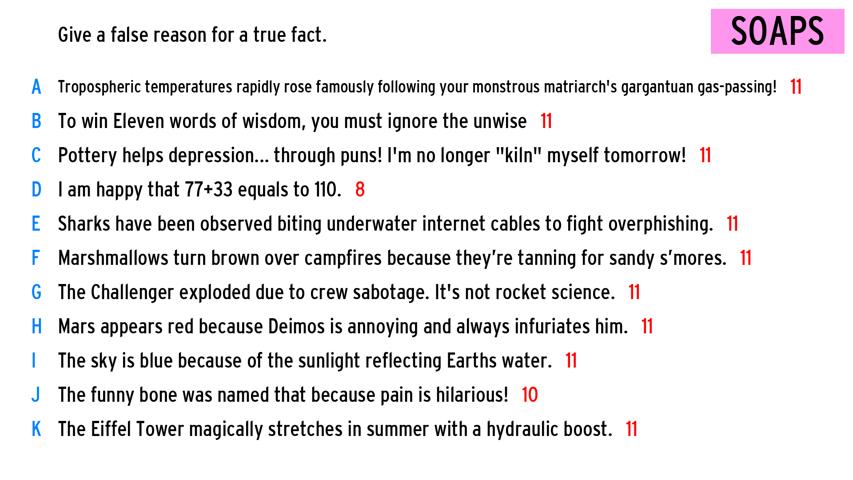 Give a false reason for a true fact.
SOAPS
A Tropospheric temperatures rapidly rose famously following your monstrous matriarch's gargantuan gas-passing! 11
B To win Eleven words of wisdom, you must ignore the unwise 11
C Pottery helps depression... through puns! I'm no longer "kiln" myself tomorrow! 11
D I am happy that 77+33 equals to 110. 8
E Sharks have been observed biting underwater internet cables to fight overphishing. 11
F Marshmallows turn brown over campfires because they’re tanning for sandy s’mores. 11
G The Challenger exploded due to crew sabotage. It's not rocket science. 11
H Mars appears red because Deimos is annoying and always infuriates him. 11
I The sky is blue because of the sunlight reflecting Earths water. 11
J The funny bone was named that because pain is hilarious! 10
K The Eiffel Tower magically stretches in summer with a hydraulic boost. 11